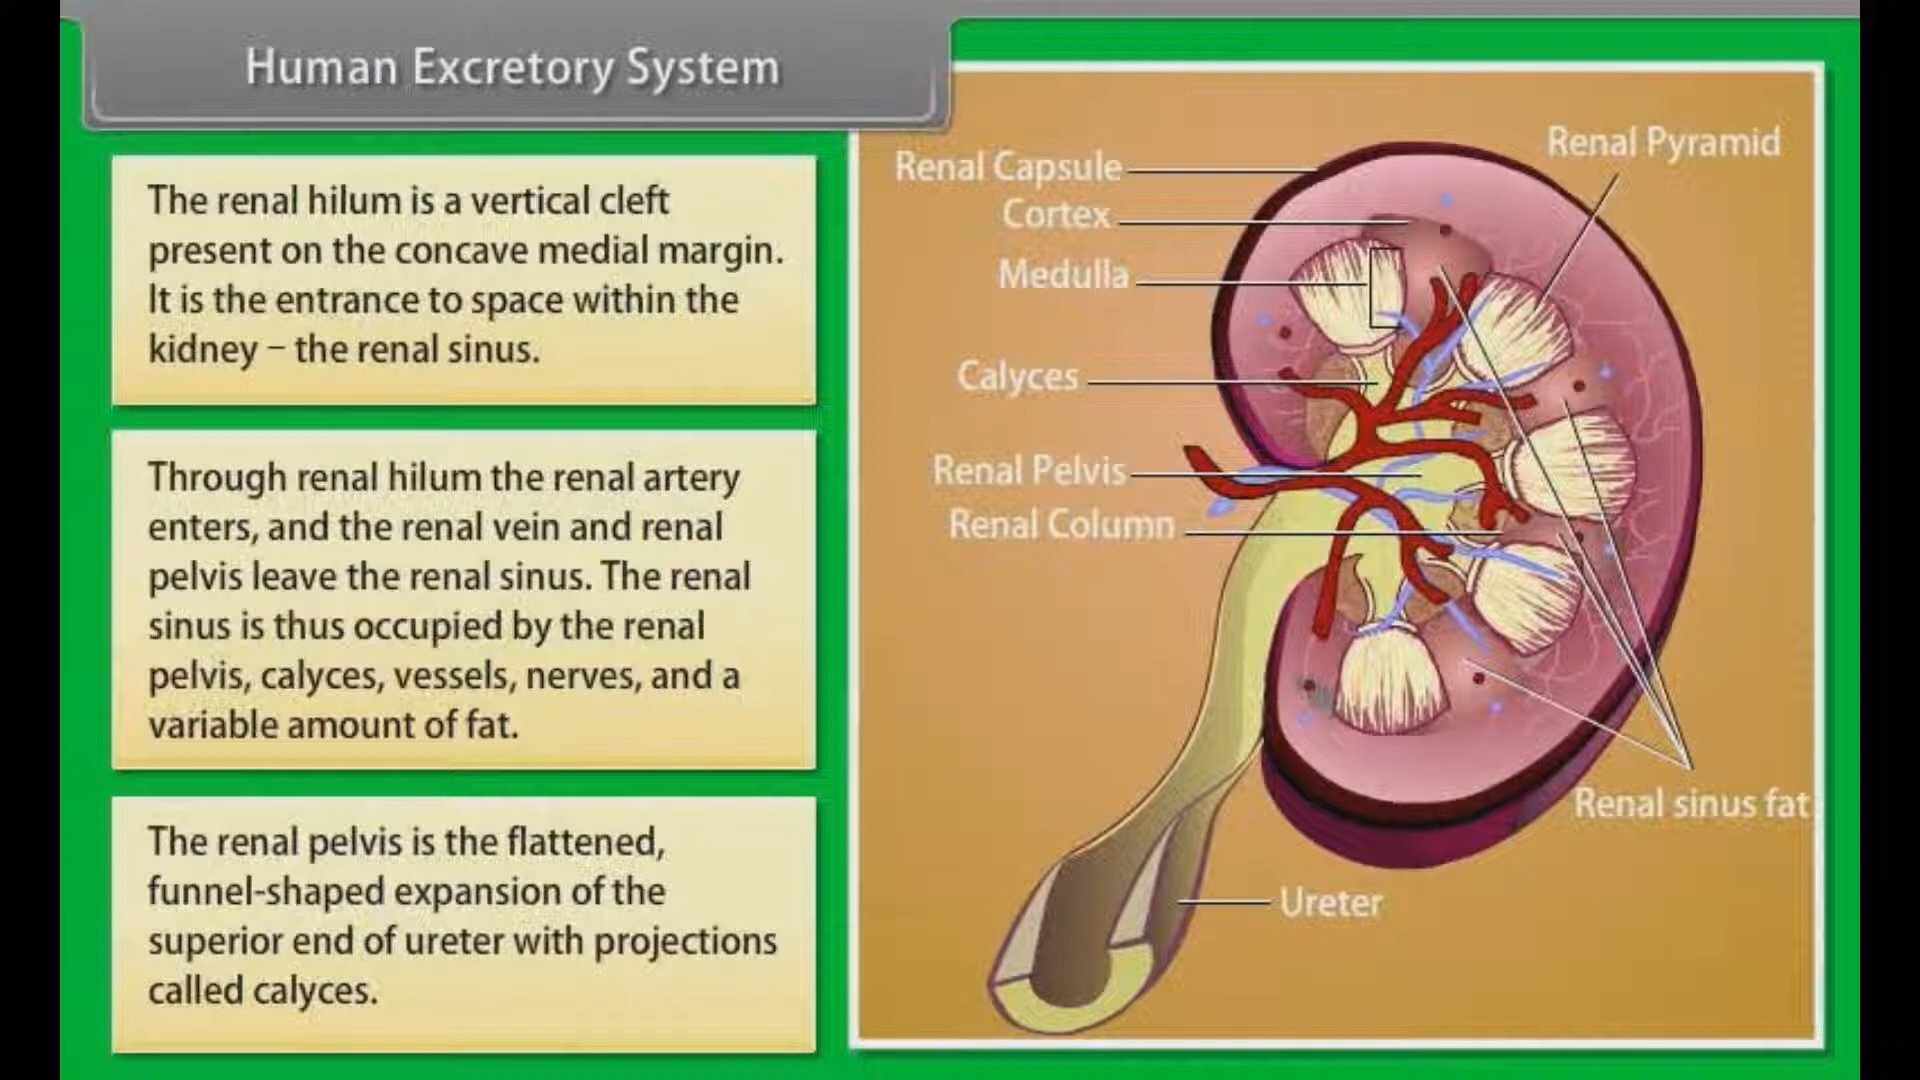 Human Excretory System
The renal hilum is a vertical cleft
present on the concave medial margin.
It is the entrance to space within the
kidney – the renal sinus.
Through renal hilum the renal artery
enters, and the renal vein and renal
pelvis leave the renal sinus. The renal
sinus is thus occupied by the renal
pelvis, calyces, vessels, nerves, and a
variable amount of fat.
The renal pelvis is the flattened,
funnel-shaped expansion of the
superior end of ureter with projections
called calyces.
Renal Pyramid
Renal Capsule
Cortex
Medulla
Calyces
Renal Pelvis
Renal Column
Renal sinus fat
Ureter